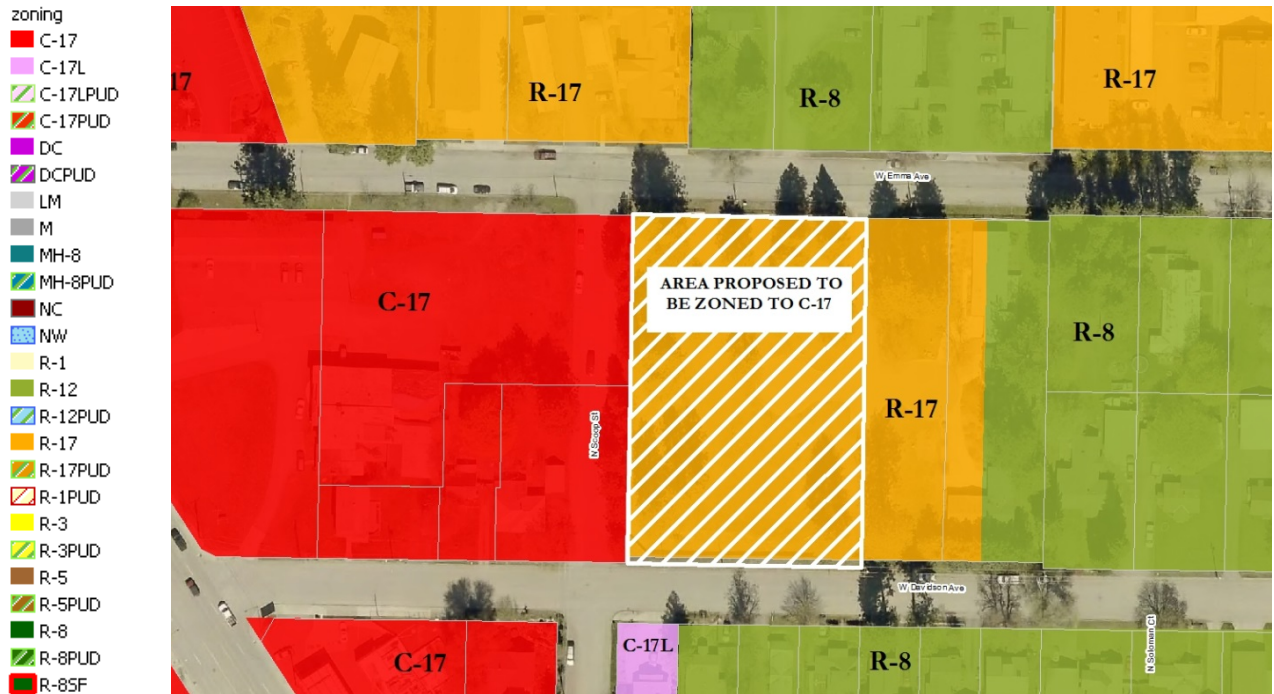 zoning
C-17
C-17L
C-17LPUD
C-17PUD
DC
DCPUD
LM
M
MH-8
MH-8PUD
NC
NW
R-1
R-12
R-12PUD
R-17
R-17PUD
R-1PUD
R-3
R-3PUD
R-5
R-5PUD
R-8
R-8PUD
R-8SF
17
R-17
R-8
R-17
W Emma Ave
AREA PROPOSED TO
BE ZONED TO C-17
C-17
R-8
R-17
N Scoop St
W Davidson Ave
C-17
C-17L
R-8
N Soloman Ct